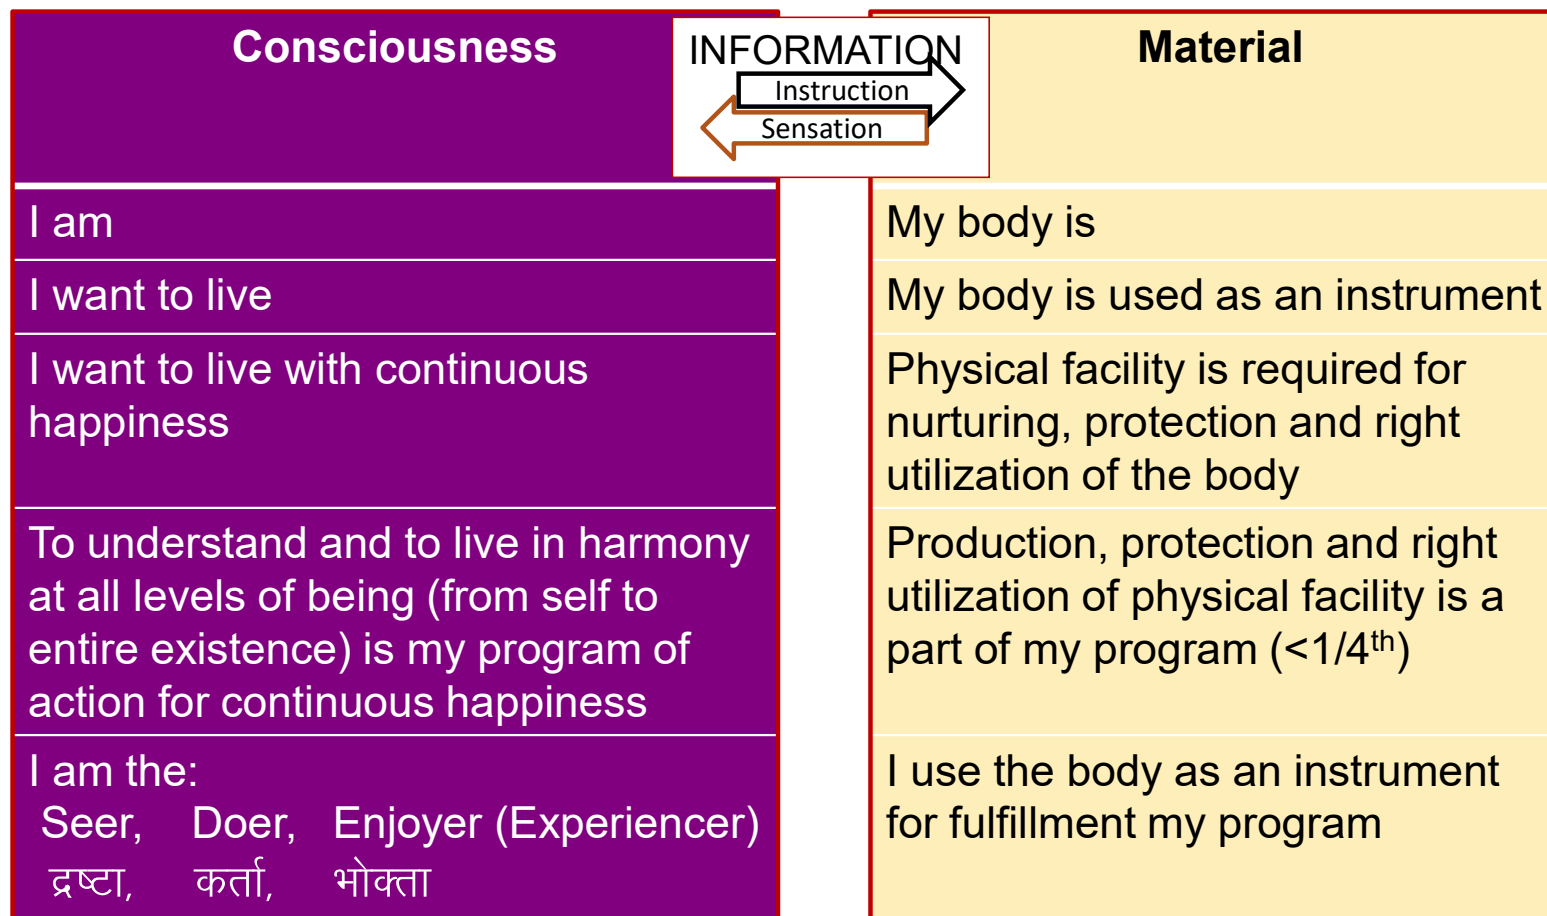 Consciousness
INFORMATION
Instruction
Sensation
Material
I am
My body is
I want to live
My body is used as an instrument
I want to live with continuous
happiness
Physical facility is required for
nurturing, protection and right
utilization of the body
To understand and to live in harmony
at all levels of being (from self to
entire existence) is my program of
action for continuous happiness
Production, protection and right
utilization of physical facility is a
part of my program (<1/4th)
I am the:
Seer, Doer, Enjoyer (Experiencer)
द्रष्टा, कर्ता, भोक्ता
I use the body as an instrument
for fulfillment my program